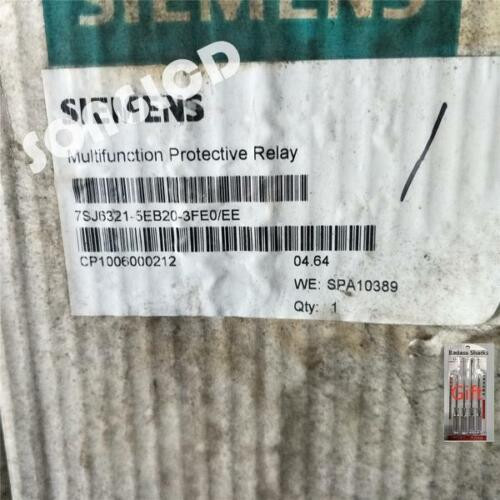 SIEMENS
SIEMENS
Multifunction Protective Relay
7SJ6321-5EB20-3FE0/EE
CP1006000212 04.64
WE: SPA10389
Qty: 1
Badass Sharks
Gift